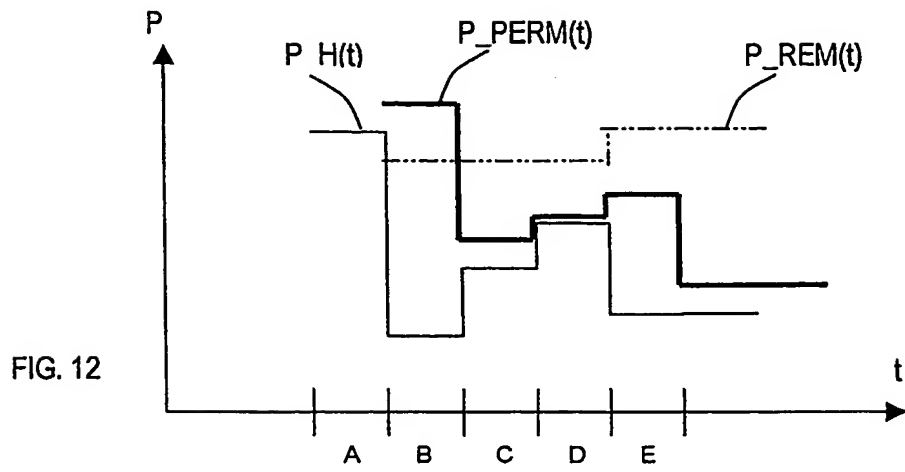 P
P_H(t)
P_PERM(t)
P_REM(t)
FIG. 12
t
A B C D E